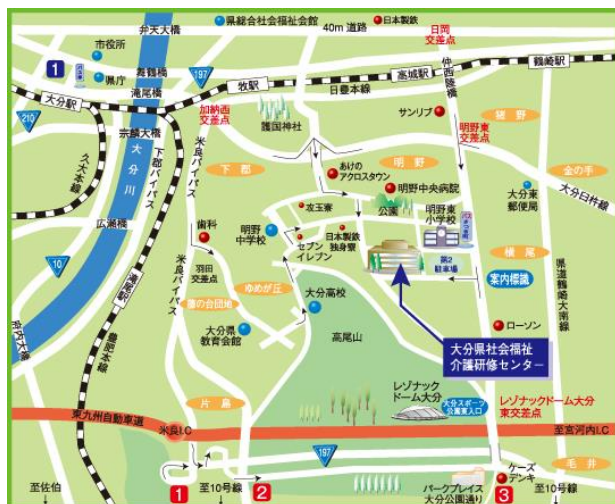 弁天大橋
県総合社会福祉会館
40m 道路
日本製鉄
日岡
交差点
鶴崎駅
市役所
1
県庁
舞鶴橋
197
牧駅
高城駅
仲西陸橋
滝尾橋
日豊本線
大分駅
加納西
交差点
サンリブ
猪野
210
宗麟大橋
護国神社
明野東
交差点
大分川
下郡バイパス
米良バイパス
下郡
明野
金の手
久大本線
あけの
アクロスタウン
明野中央病院
大分臼杵線
公園
大分東
郵便局
広瀬橋
攻玉寮
明野東
小学校
歯科
明野
中学校
日本製鉄
独身寮
横尾
10
滝尾駅
米良バイパス
羽田
交差点
セブン
イレブン
第2
駐車場
案内標識
県道鶴崎大南線
ゆめが丘
大分高校
府内大橋
豊肥本線
大分県
教育会館
高尾山
ローソン
大分県社会福祉
介護研修センター
レゾナック
ドーム大分
大分スポーツ
公園東入口
レゾナックドーム大分
東交差点
片島
東九州自動車道
米良I.C
至宮河内I.C
197
毛井
ケーズ
デンキ
至佐伯
1
至10号線
2
パークプレイス
大分公園通り
3
至10号線